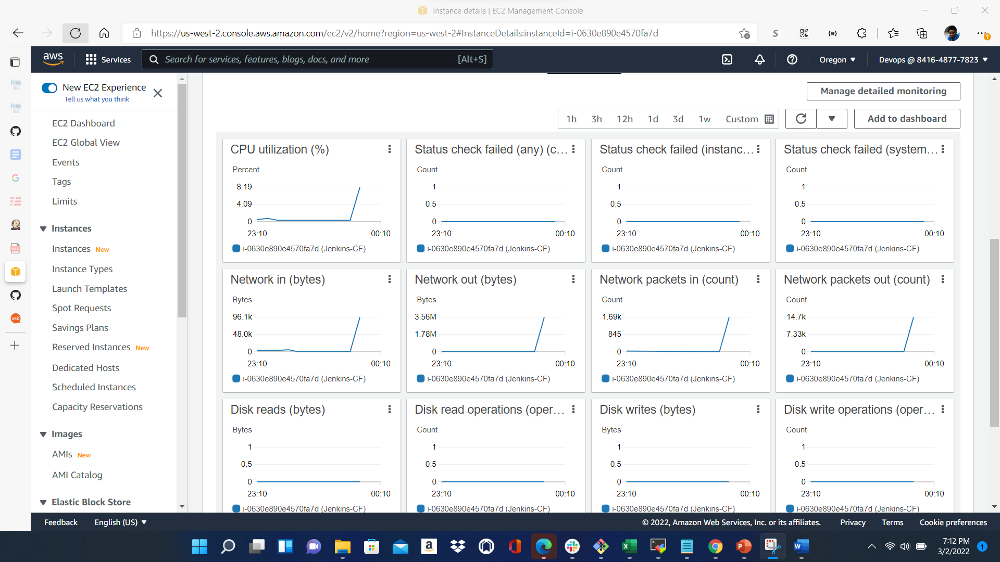 Instance details | EC2 Management Console
https://us-west-2.console.aws.amazon.com/ec2/v2/home?region=us-west-2#InstanceDetails:instanceId=i-0630e890e4570fa7d
aws
Services
Search for services, features, blogs, docs, and more
[Alt+S]
Oregon
Devops @ 8416-4877-7823
New EC2 Experience
Tell us what you think
EC2 Dashboard
EC2 Global View
Events
Tags
Limits
Instances
Instances New
Instance Types
Launch Templates
Spot Requests
Savings Plans
Reserved Instances New
Dedicated Hosts
Scheduled Instances
Capacity Reservations
Images
AMIs New
AMI Catalog
Elastic Block Store
Manage detailed monitoring
1h 3h 12h 1d 3d 1w Custom
Add to dashboard
CPU utilization (%)
Percent
8.19
4.09
0
23:10 00:10
i-0630e890e4570fa7d (Jenkins-CF)
Status check failed (any) (c...
Count
1
0.5
0
23:10 00:10
i-0630e890e4570fa7d (Jenkins-CF)
Status check failed (instanc...
Count
1
0.5
0
23:10 00:10
i-0630e890e4570fa7d (Jenkins-CF)
Status check failed (system...
Count
1
0.5
0
23:10 00:10
i-0630e890e4570fa7d (Jenkins-CF)
Network in (bytes)
Bytes
96.1k
48.0k
0
23:10 00:10
i-0630e890e4570fa7d (Jenkins-CF)
Network out (bytes)
Bytes
3.56M
1.78M
0
23:10 00:10
i-0630e890e4570fa7d (Jenkins-CF)
Network packets in (count)
Count
1.69k
845
0
23:10 00:10
i-0630e890e4570fa7d (Jenkins-CF)
Network packets out (count)
Count
14.7k
7.33k
0
23:10 00:10
i-0630e890e4570fa7d (Jenkins-CF)
Disk reads (bytes)
Bytes
1
0.5
0
23:10 00:10
i-0630e890e4570fa7d (Jenkins-CF)
Disk read operations (oper...
Count
1
0.5
0
23:10 00:10
i-0630e890e4570fa7d (Jenkins-CF)
Disk writes (bytes)
Bytes
1
0.5
0
23:10 00:10
i-0630e890e4570fa7d (Jenkins-CF)
Disk write operations (oper...
Count
1
0.5
0
23:10 00:10
i-0630e890e4570fa7d (Jenkins-CF)
Feedback
English (US)
© 2022, Amazon Web Services, Inc. or its affiliates.
Privacy
Terms
Cookie preferences
7:12 PM
3/2/2022
1
ask
PDF